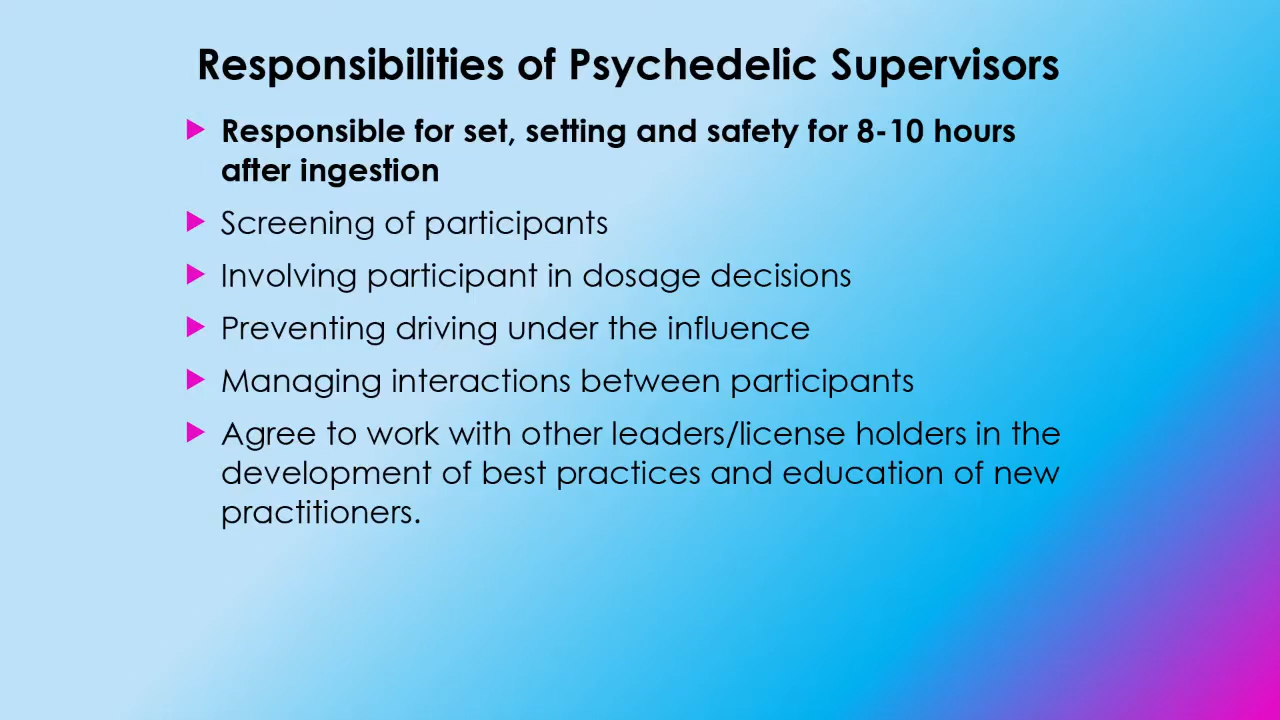 Responsibilities of Psychedelic Supervisors
Responsible for set, setting and safety for 8-10 hours
after ingestion
Screening of participants
Involving participant in dosage decisions
Preventing driving under the influence
Managing interactions between participants
Agree to work with other leaders/license holders in the
development of best practices and education of new
practitioners.